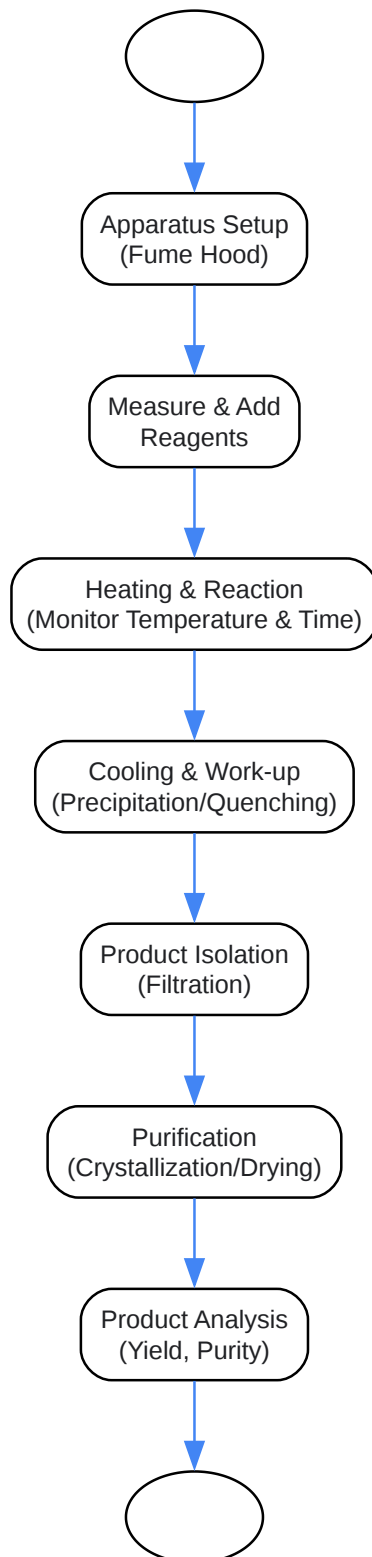 Apparatus Setup
(Fume Hood)
Measure & Add
Reagents
Heating & Reaction
(Monitor Temperature & Time)
Cooling & Work-up
(Precipitation/Quenching)
Product Isolation
(Filtration)
Purification
(Crystallization/Drying)
Product Analysis
(Yield, Purity)